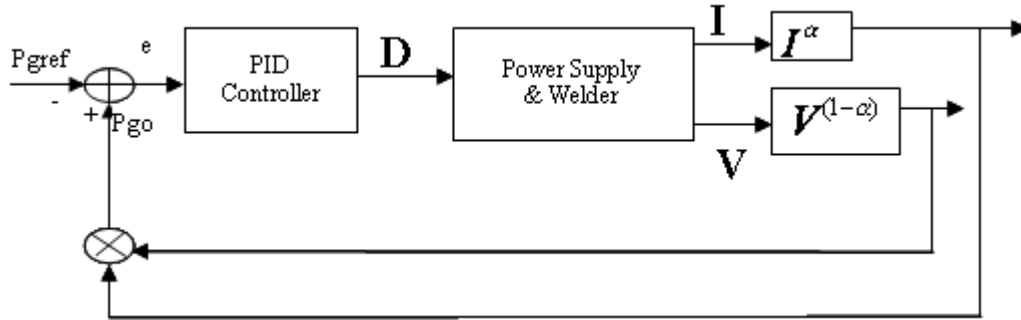 Pgref
-
e
+
Pgo
PID
Controller
D
Power Supply
& Welder
I
I^α
V
V^(1-α)